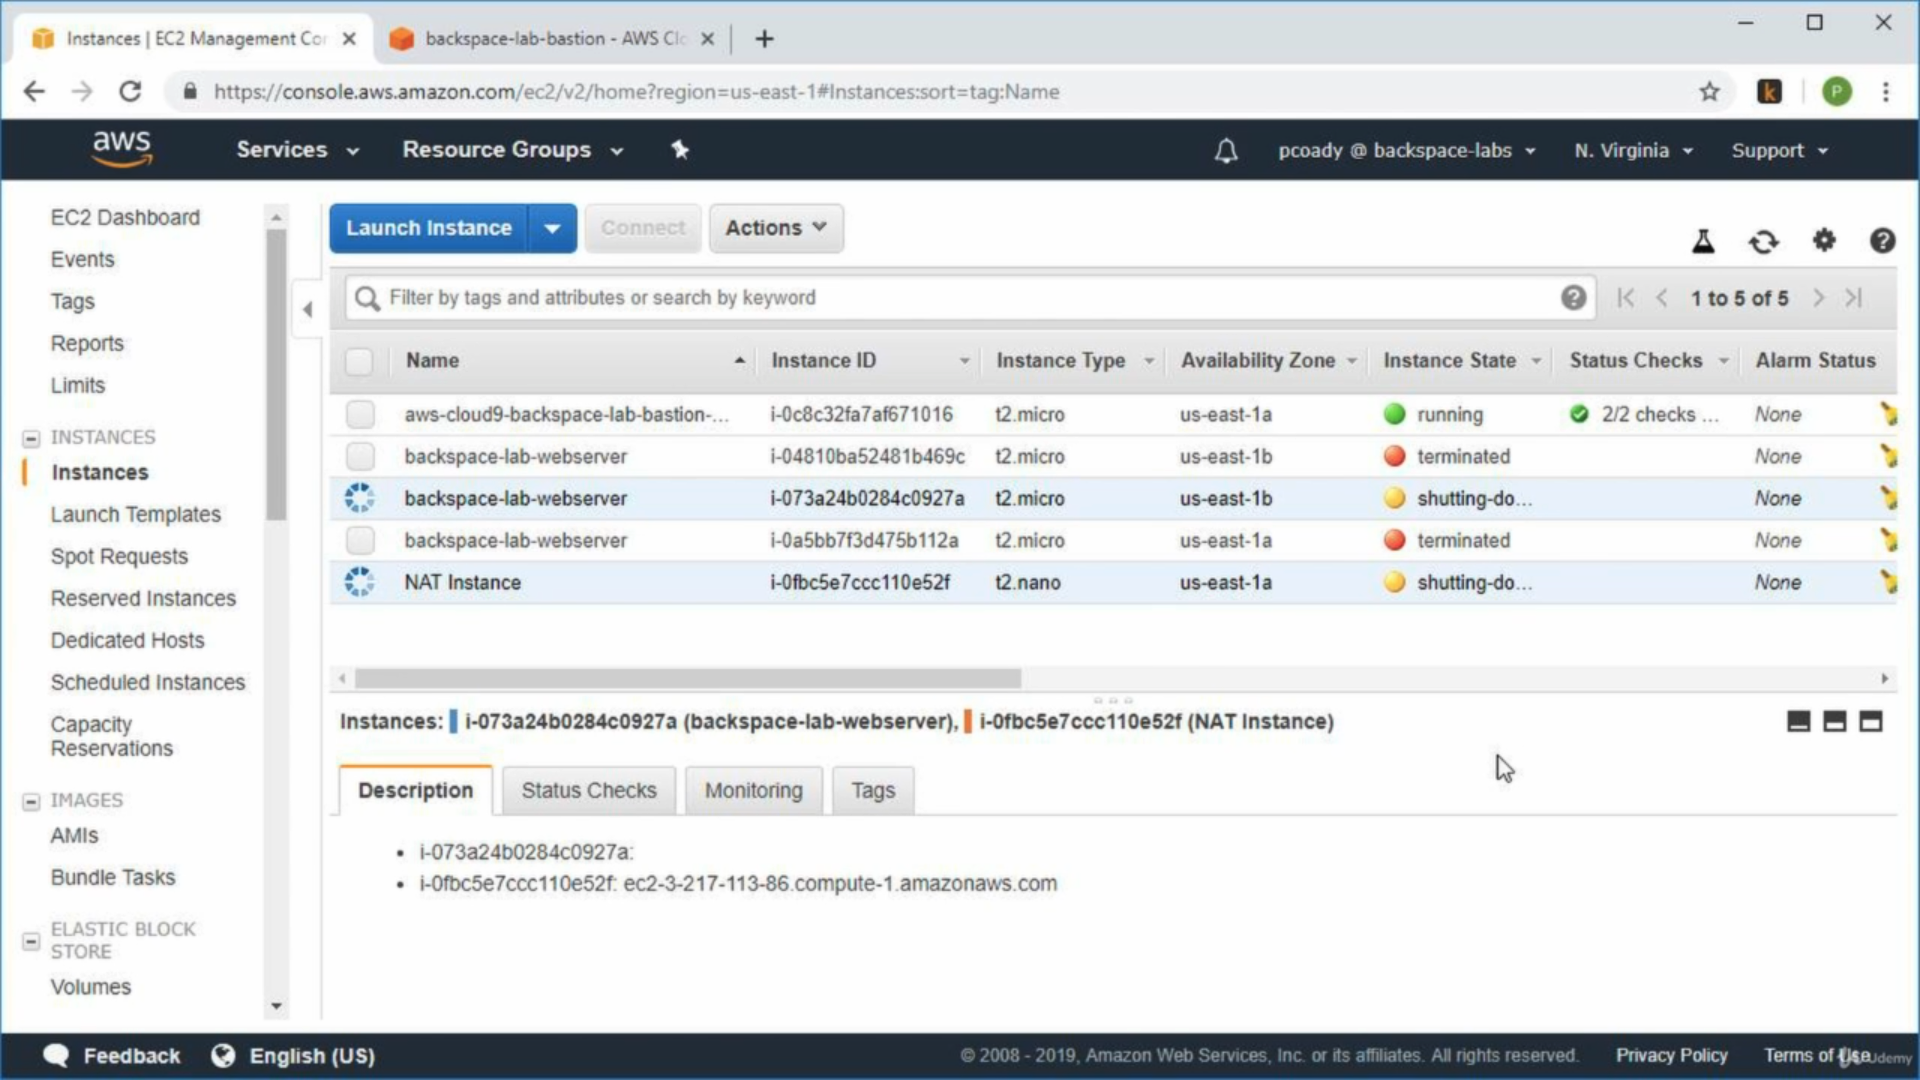 Instances | EC2 Management Con
backspace-lab-bastion - AWS Clo
https://console.aws.amazon.com/ec2/v2/home?region=us-east-1#Instances:sort=tag:Name
k
P
aws
Services
Resource Groups
pcoady @ backspace-labs
N. Virginia
Support
EC2 Dashboard
Events
Tags
Reports
Limits
INSTANCES
Instances
Launch Templates
Spot Requests
Reserved Instances
Dedicated Hosts
Scheduled Instances
Capacity
Reservations
IMAGES
AMIs
Bundle Tasks
ELASTIC BLOCK
STORE
Volumes
Launch Instance
Connect
Actions
Filter by tags and attributes or search by keyword
1 to 5 of 5
Name Instance ID Instance Type Availability Zone Instance State Status Checks Alarm Status
aws-cloud9-backspace-lab-bastion-... i-0c8c32fa7af671016 t2.micro us-east-1a running 2/2 checks ... None
backspace-lab-webserver i-04810ba52481b469c t2.micro us-east-1b terminated None
backspace-lab-webserver i-073a24b0284c0927a t2.micro us-east-1b shutting-do... None
backspace-lab-webserver i-0a5bb7f3d475b112a t2.micro us-east-1a terminated None
NAT Instance i-0fbc5e7ccc110e52f t2.nano us-east-1a shutting-do... None
Instances: i-073a24b0284c0927a (backspace-lab-webserver), i-0fbc5e7ccc110e52f (NAT Instance)
Description
Status Checks
Monitoring
Tags
• i-073a24b0284c0927a:
• i-0fbc5e7ccc110e52f: ec2-3-217-113-86.compute-1.amazonaws.com
Feedback
English (US)
© 2008 - 2019, Amazon Web Services, Inc. or its affiliates. All rights reserved.
Privacy Policy
Terms of Use
Udemy